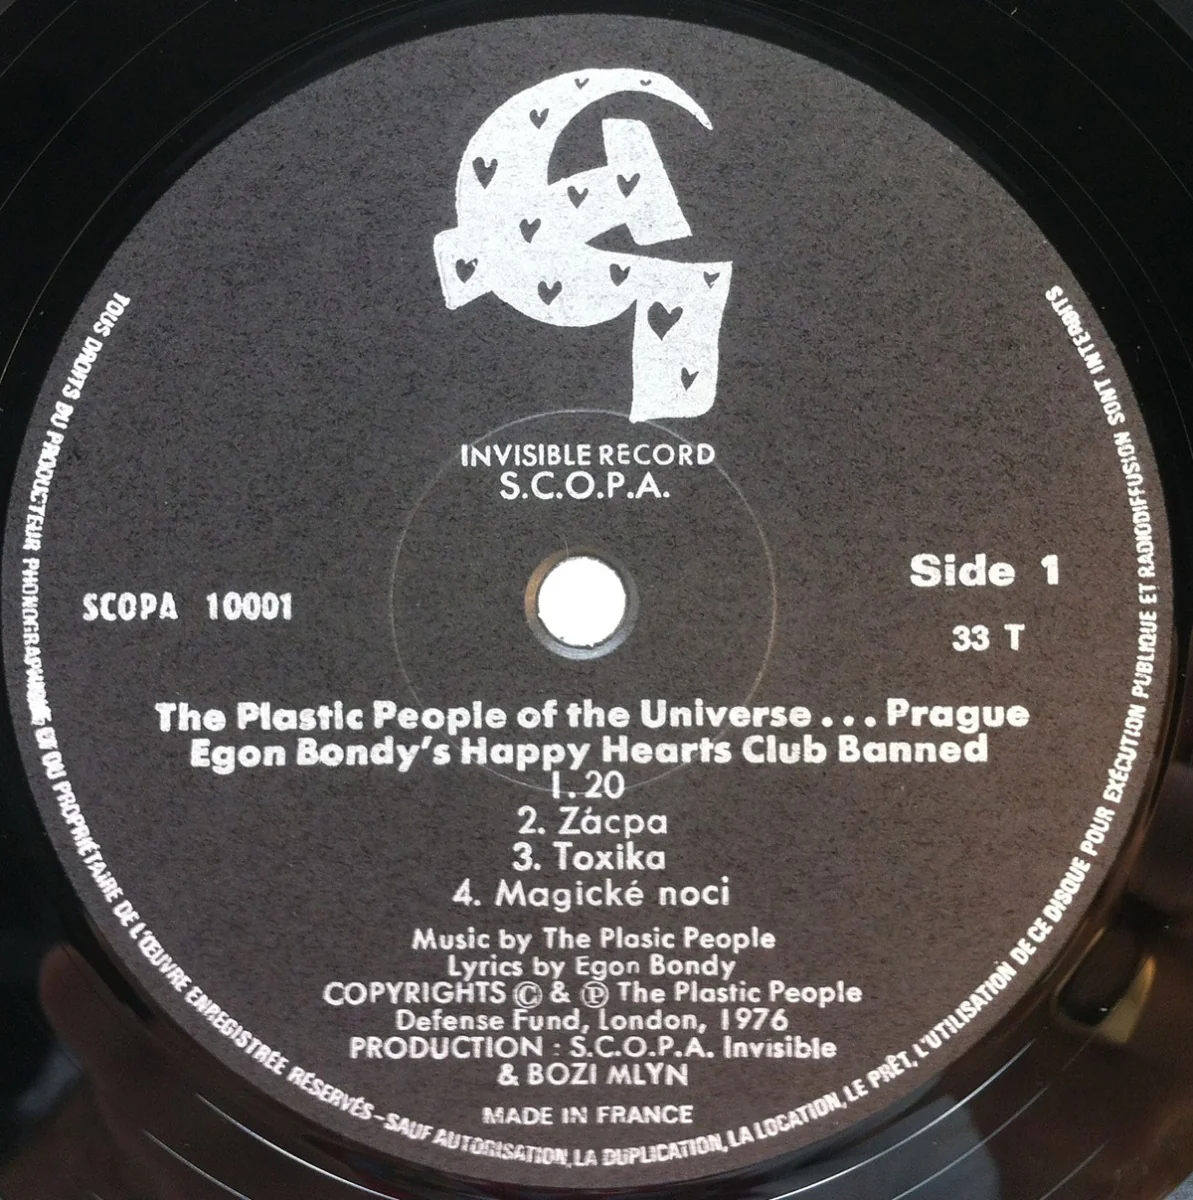 INVISIBLE RECORD
S.C.O.P.A.
SCOPA 10001
Side 1
33 T
The Plastic People of the Universe... Prague
Egon Bondy's Happy Hearts Club Banned
1. 20
2. Zácpa
3. Toxika
4. Magické noci
Music by The Plasic People
Lyrics by Egon Bondy
COPYRIGHTS © & ℗ The Plastic People
Defense Fund, London, 1976
PRODUCTION : S.C.O.P.A. Invisible
& BOZI MLYN
MADE IN FRANCE
TOUS DROITS DU PRODUCTEUR PHONOGRAPHIQUE ET DU PROPRIÉTAIRE DE L'ŒUVRE ENREGISTRÉE RÉSERVÉS - SAUF AUTORISATION, LA DUPLICATION, LA LOCATION, LE PRÊT, L'UTILISATION DE CE DISQUE POUR EXÉCUTION PUBLIQUE ET RADIODIFFUSION SONT INTERDITS